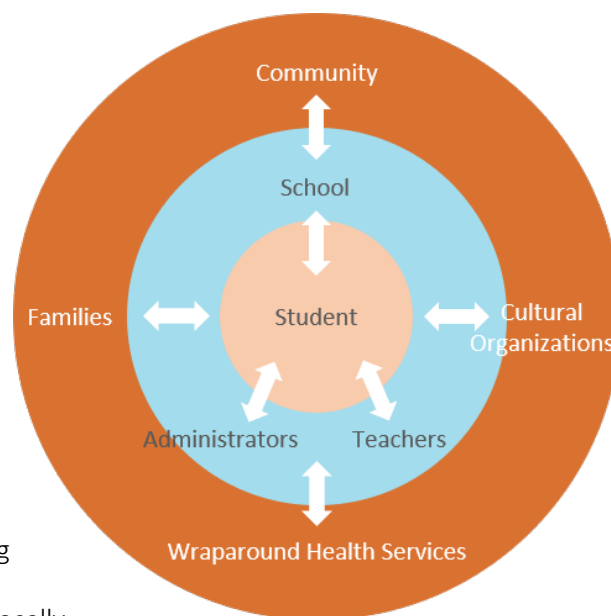 Community
School
Families
Student
Cultural
Organizations
Administrators
Teachers
Wraparound Health Services